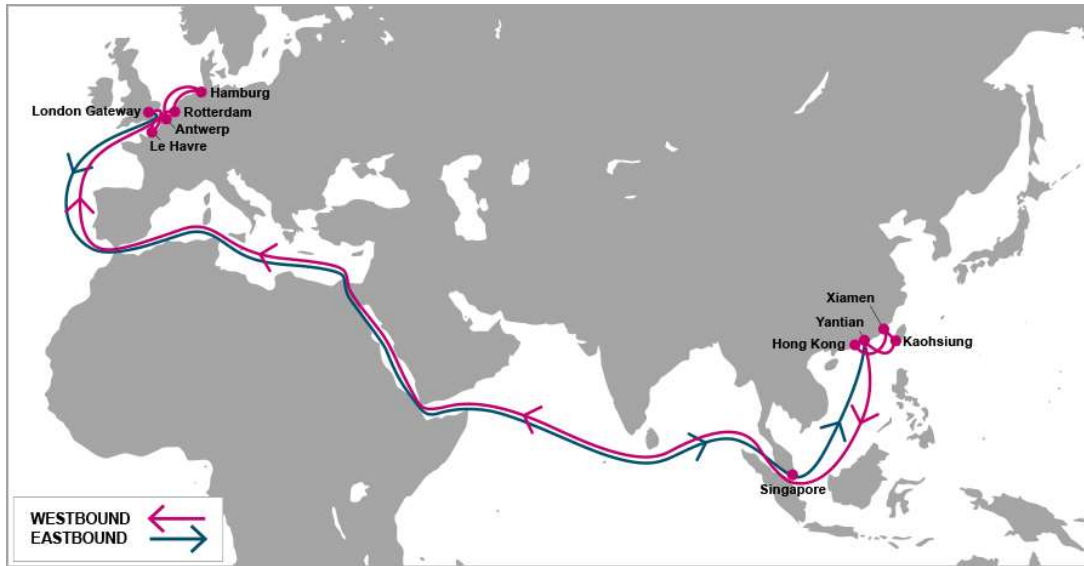 Hamburg
London Gateway
Rotterdam
Antwerp
Le Havre
Xiamen
Yantian
Hong Kong
Kaohsiung
Singapore
WESTBOUND
EASTBOUND